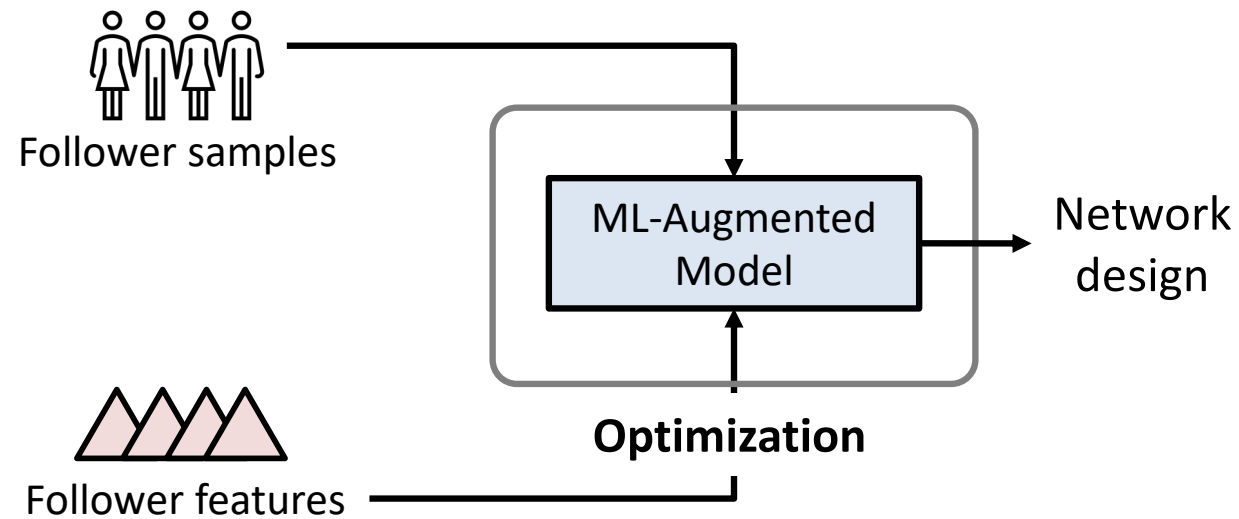 Follower samples
ML-Augmented
Model
Network
design
Optimization
Follower features